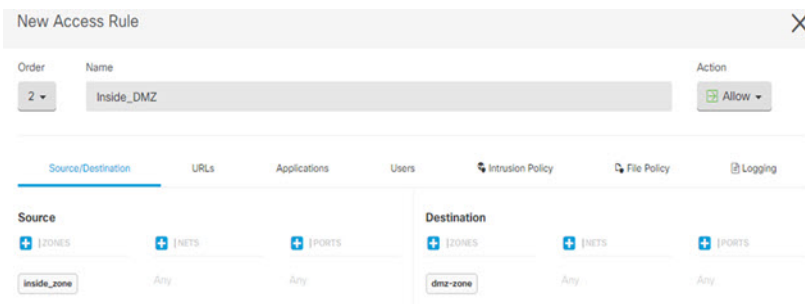 New Access Rule
Order Name Action
2 Inside_DMZ Allow
Source/Destination URLs Applications Users Intrusion Policy File Policy Logging
Source Destination
ZONES NETS PORTS ZONES NETS PORTS
inside_zone Any Any dmz-zone Any Any